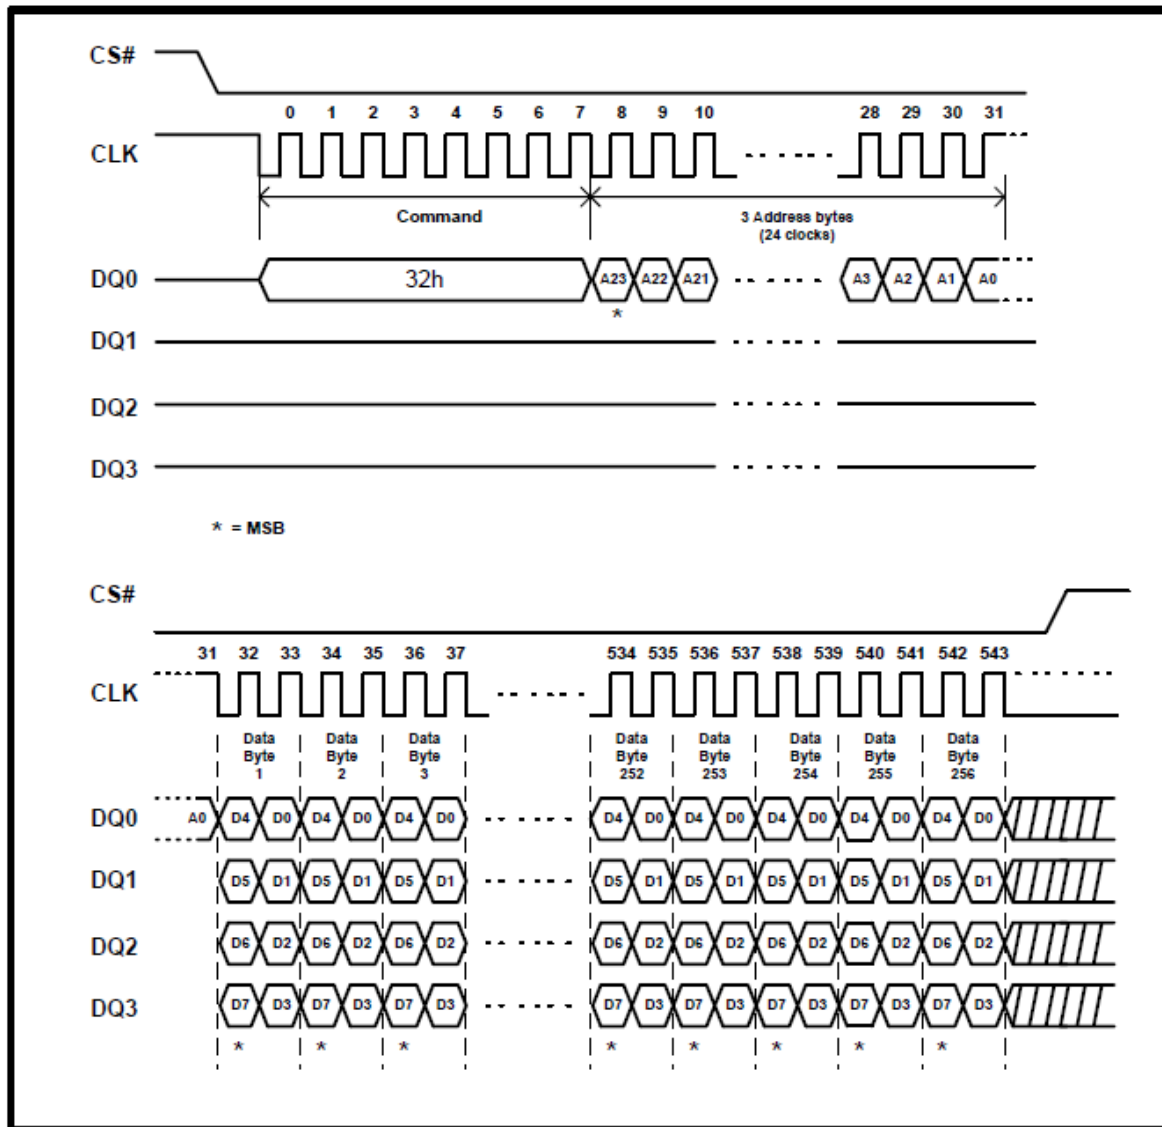 CS#
0 1 2 3 4 5 6 7 8 9 10 28 29 30 31
CLK
Command
3 Address bytes
(24 clocks)
DQ0 32h A23 A22 A21 A3 A2 A1 A0
*
DQ1
DQ2
DQ3
* = MSB
CS#
31 32 33 34 35 36 37 534 535 536 537 538 539 540 541 542 543
CLK
Data Data Data Data Data Data Data Data
Byte Byte Byte Byte Byte Byte Byte Byte
1 2 3 252 253 254 255 256
DQ0 A0 D4 D0 D4 D0 D4 D0 D4 D0 D4 D0 D4 D0 D4 D0 D4 D0
DQ1 D5 D1 D5 D1 D5 D1 D5 D1 D5 D1 D5 D1 D5 D1 D5 D1
DQ2 D6 D2 D6 D2 D6 D2 D6 D2 D6 D2 D6 D2 D6 D2 D6 D2
DQ3 D7 D3 D7 D3 D7 D3 D7 D3 D7 D3 D7 D3 D7 D3 D7 D3
* * * * * * * *